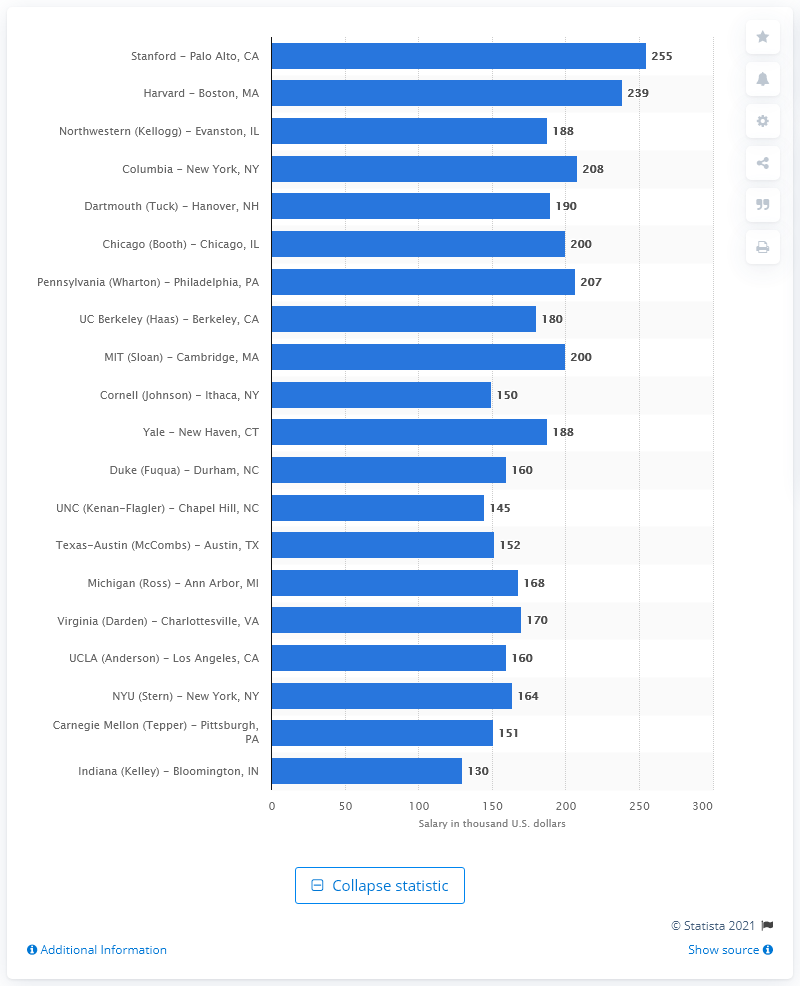 Stanford – Palo Alto, CA 255
Harvard – Boston, MA 239
Northwestern (Kellogg) – Evanston, IL 188
Columbia – New York, NY 208
Dartmouth (Tuck) – Hanover, NH 190
Chicago (Booth) – Chicago, IL 200
Pennsylvania (Wharton) – Philadelphia, PA 207
UC Berkeley (Haas) – Berkeley, CA 180
MIT (Sloan) – Cambridge, MA 200
Cornell (Johnson) – Ithaca, NY 150
Yale – New Haven, CT 188
Duke (Fuqua) – Durham, NC 160
UNC (Kenan-Flagler) – Chapel Hill, NC 145
Texas-Austin (McCombs) – Austin, TX 152
Michigan (Ross) – Ann Arbor, MI 168
Virginia (Darden) – Charlottesville, VA 170
UCLA (Anderson) – Los Angeles, CA 160
NYU (Stern) – New York, NY 164
Carnegie Mellon (Tepper) – Pittsburgh,
PA 151
Indiana (Kelley) – Bloomington, IN 130
0 50 100 150 200 250 300
Salary in thousand U.S. dollars
Collapse statistic
© Statista 2021
Additional Information Show source